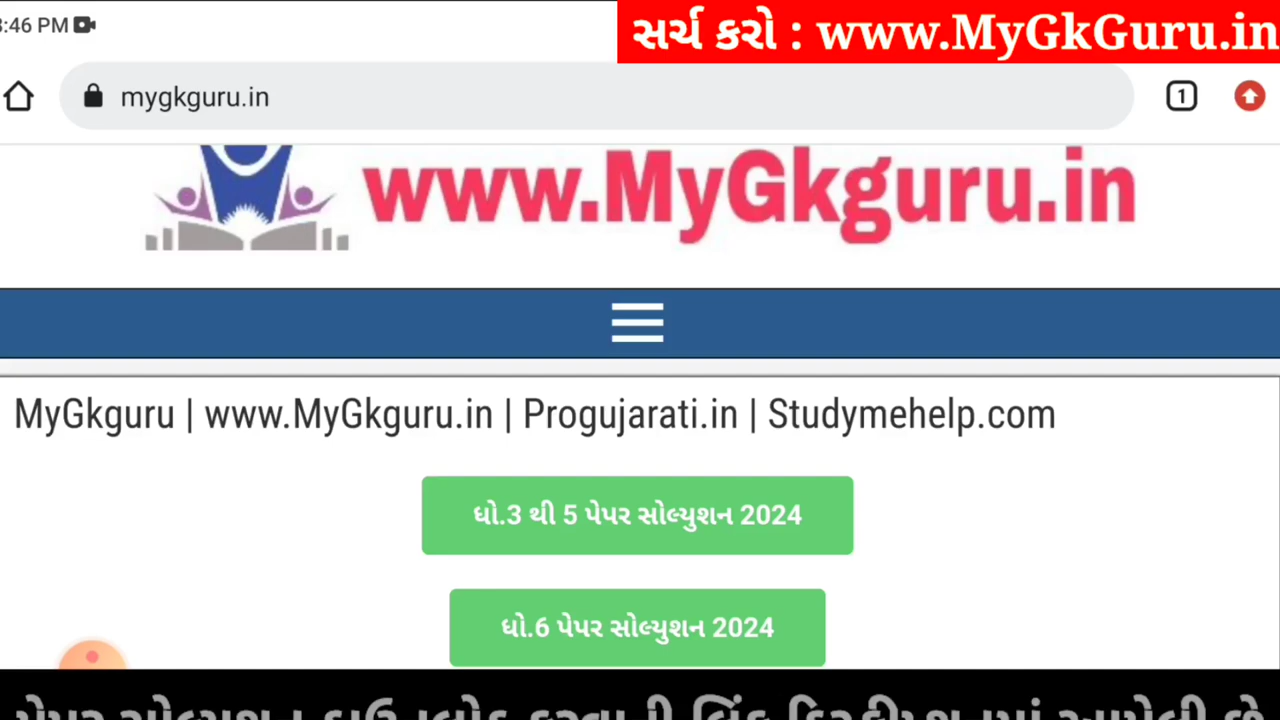 :46 PM
સર્ચ કરો : www.MyGkGuru.in
mygkguru.in
1
www.MyGkguru.in
MyGkguru | www.MyGkguru.in | Progujarati.in | Studymehelp.com
ધો.3 થી 5 પેપર સોલ્યુશન 2024
ધો.6 પેપર સોલ્યુશન 2024